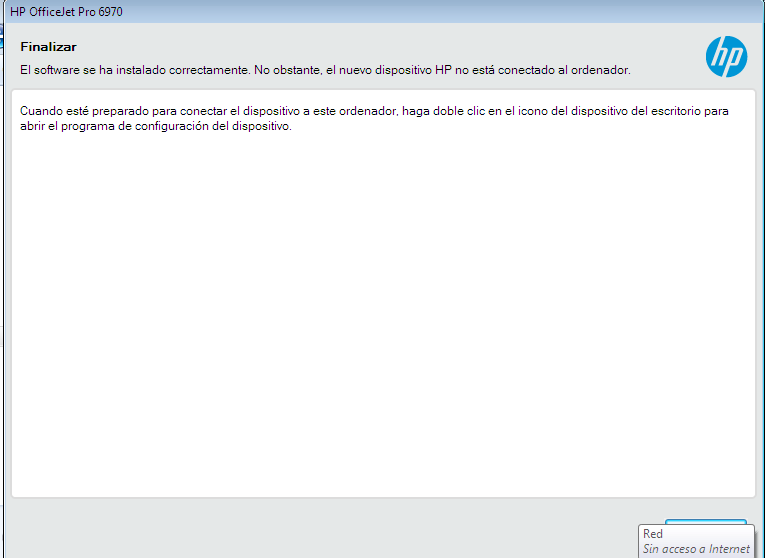 HP OfficeJet Pro 6970
Finalizar
El software se ha instalado correctamente. No obstante, el nuevo dispositivo HP no está conectado al ordenador.
hp
Cuando esté preparado para conectar el dispositivo a este ordenador, haga doble clic en el icono del dispositivo del escritorio para
abrir el programa de configuración del dispositivo.
Red
Sin acceso a Internet